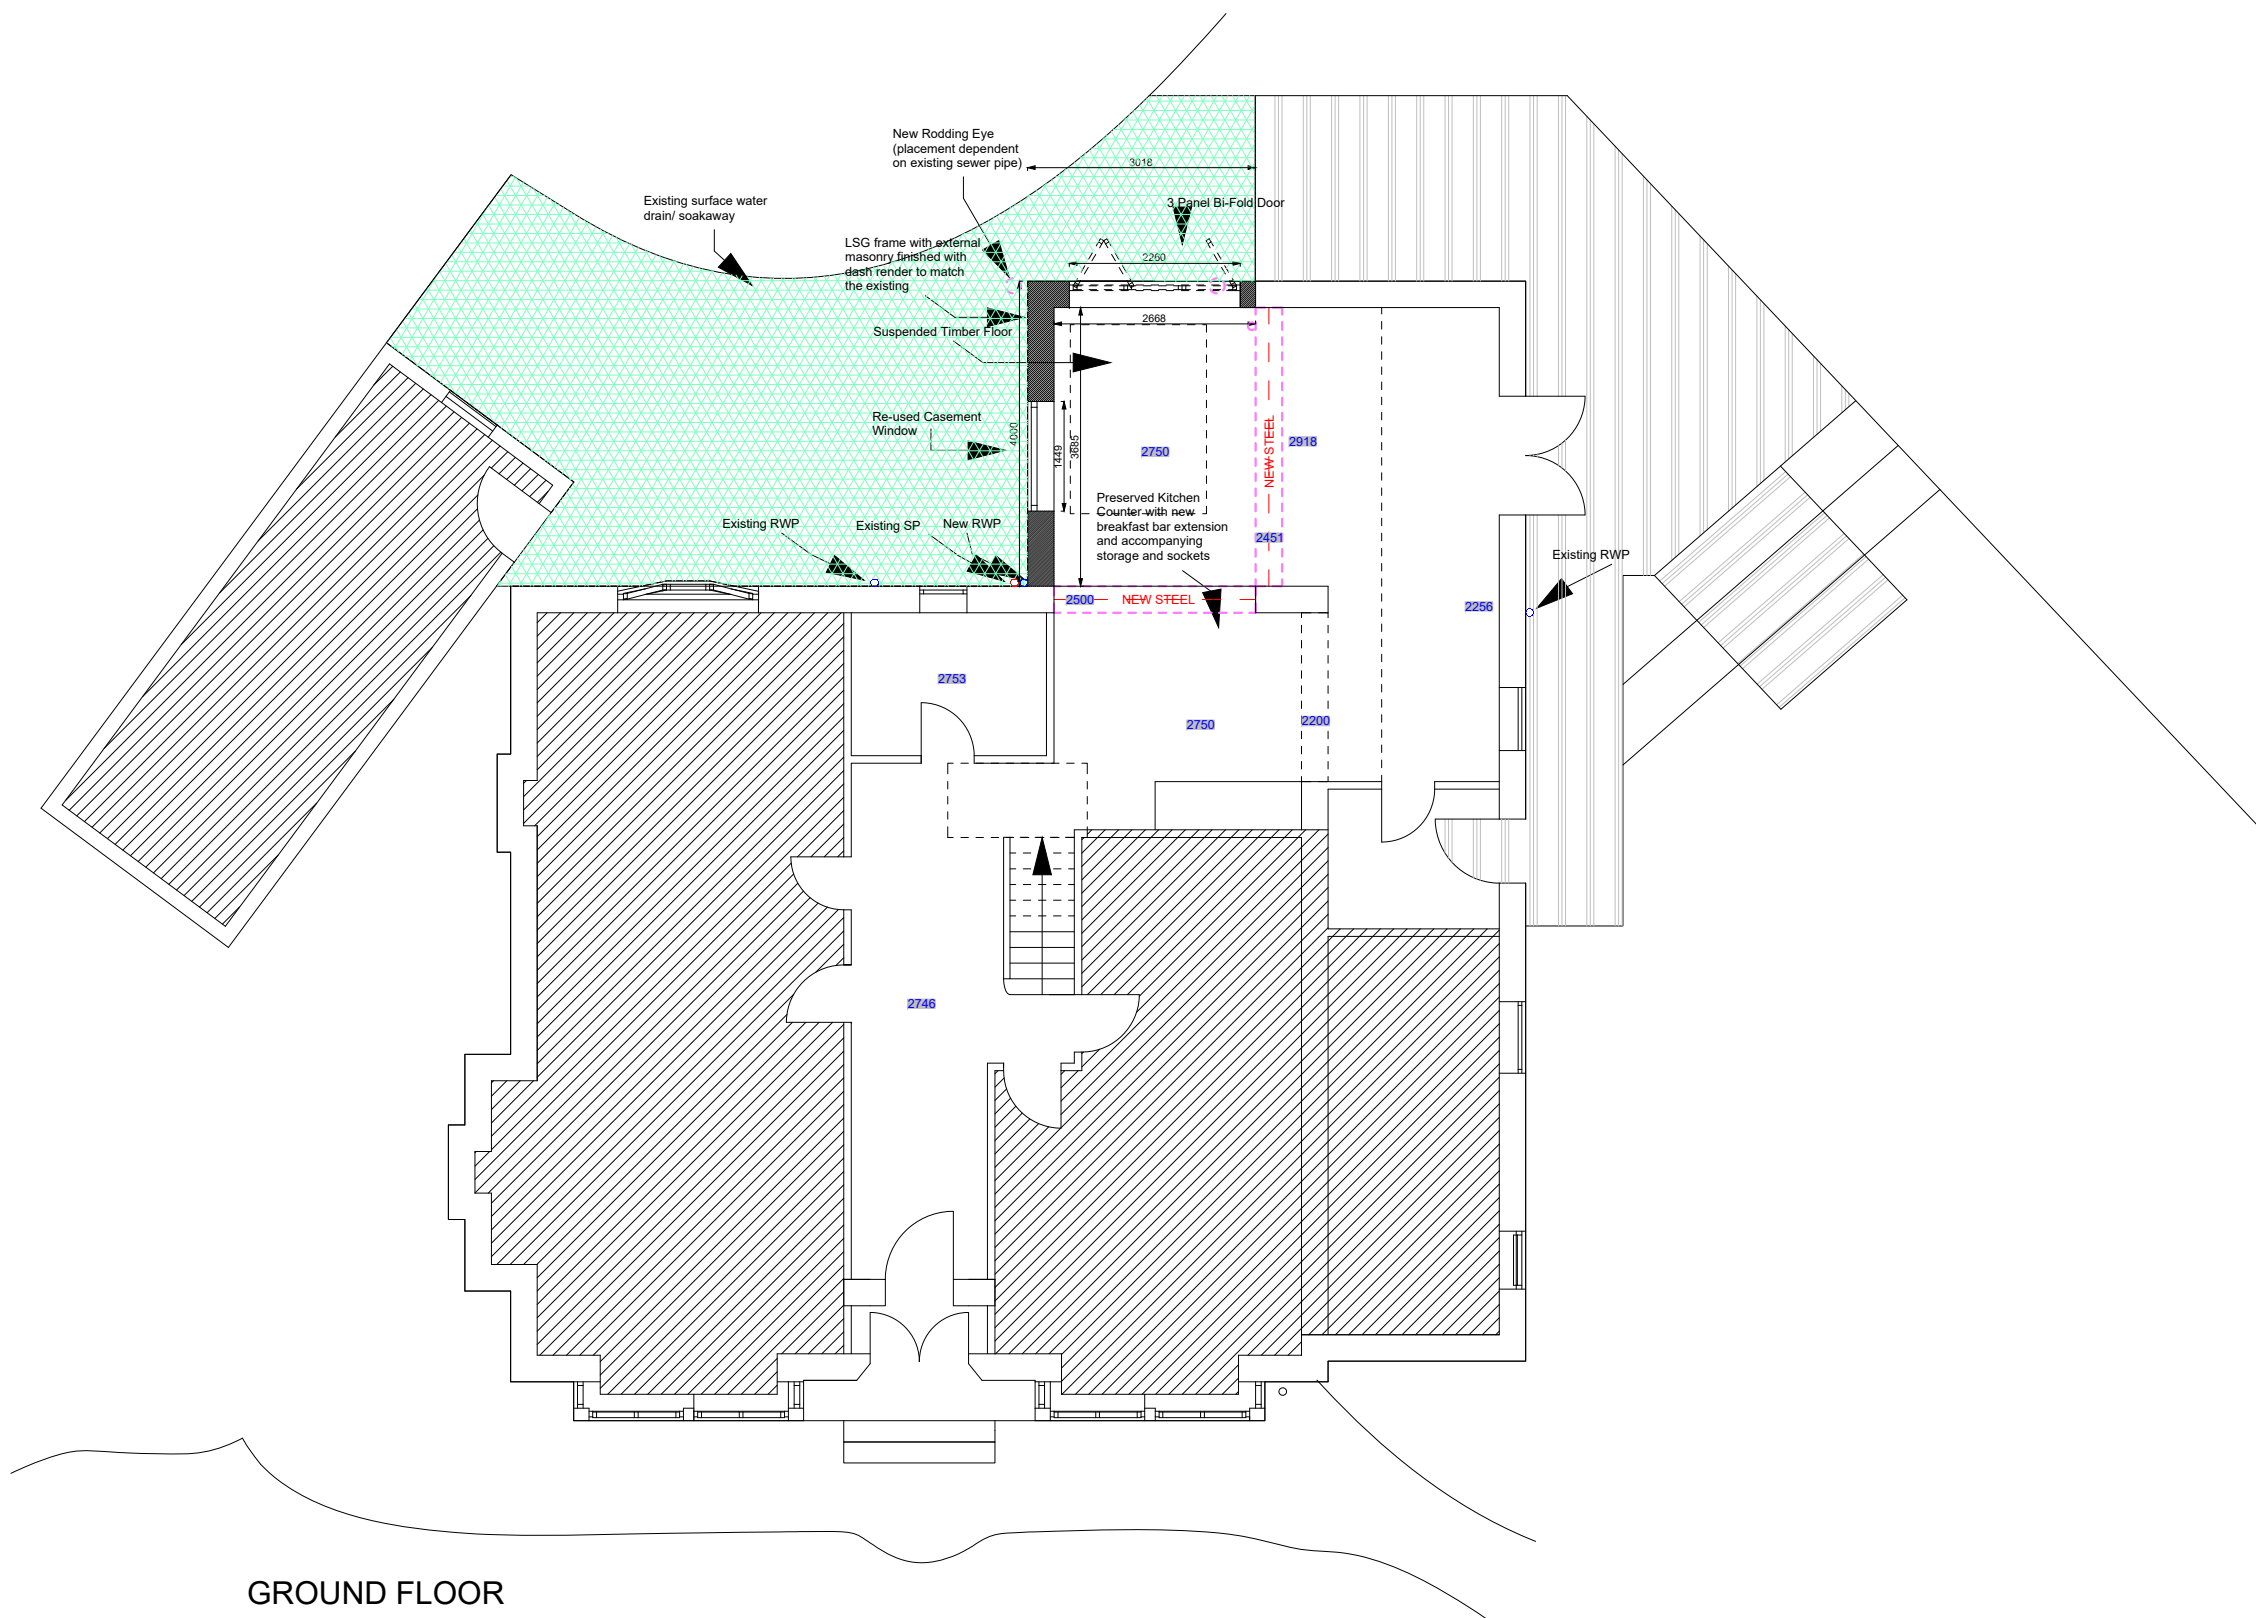 New Rodding Eye
(placement dependent
on existing sewer pipe)
3018
Existing surface water
drain/ soakaway
3 Panel Bi-Fold Door
LSG frame with external
masonry finished with
dash render to match
the existing
2260
2668
Suspended Timber Floor
Re-used Casement
Window
4000
1449
3685
2750
NEW STEEL
2918
Preserved Kitchen
Counter with new
breakfast bar extension
and accompanying
storage and sockets
2451
Existing RWP
Existing SP
New RWP
Existing RWP
2500
NEW STEEL
2256
2753
2750
2200
2746
GROUND FLOOR